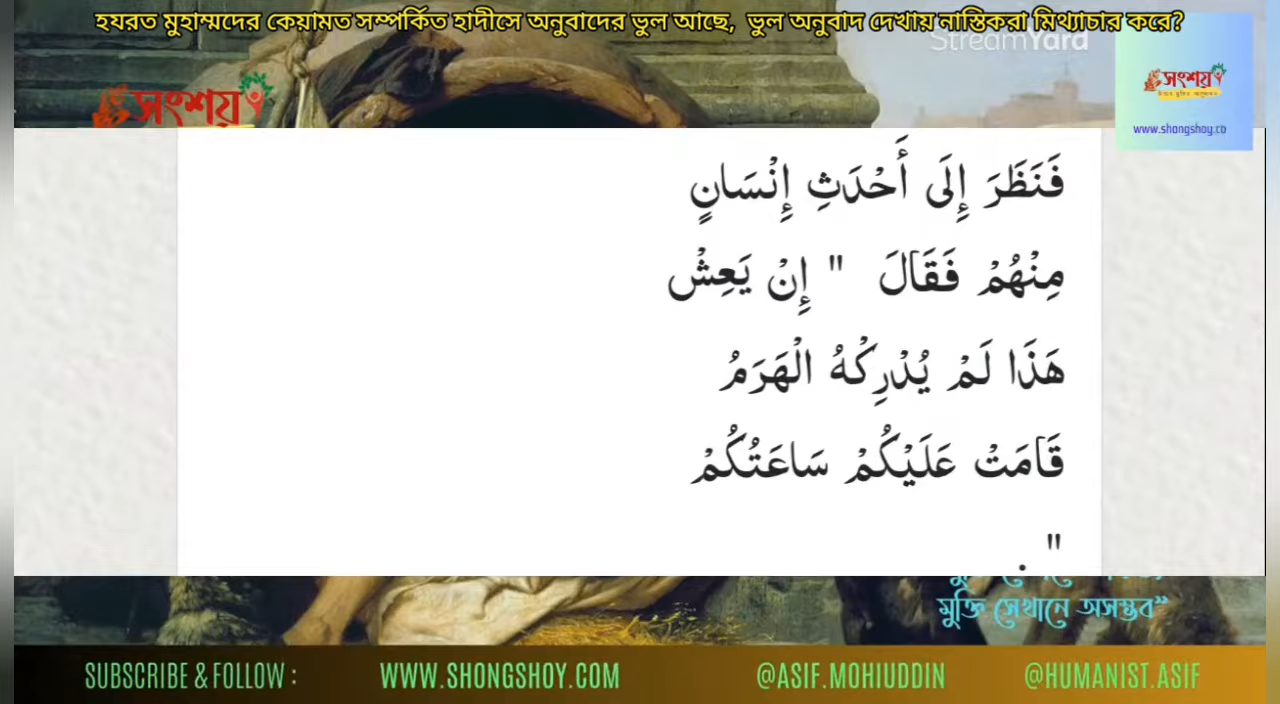 হযরত মুহাম্মদের কেয়ামত সম্পর্কিত হাদীসে অনুবাদের ভুল আছে, ভুল অনুবাদ দেখায় নাস্তিকরা মিথ্যাচার করে?
StreamYard
সংশয়
সংশয়
www.shongshoy.co
فَنَظَرَ إِلَى أَحْدَثِ إِنْسَانٍ
مِنْهُمْ فَقَالَ " إِنْ يَعِشْ
هَذَا لَمْ يُدْرِكْهُ الْهَرَمُ
قَامَتْ عَلَيْكُمْ سَاعَتُكُمْ
"
মুক্তি সেখানে অসম্ভব”
SUBSCRIBE & FOLLOW : WWW.SHONGSHOY.COM @ASIF.MOHIUDDIN @HUMANIST.ASIF